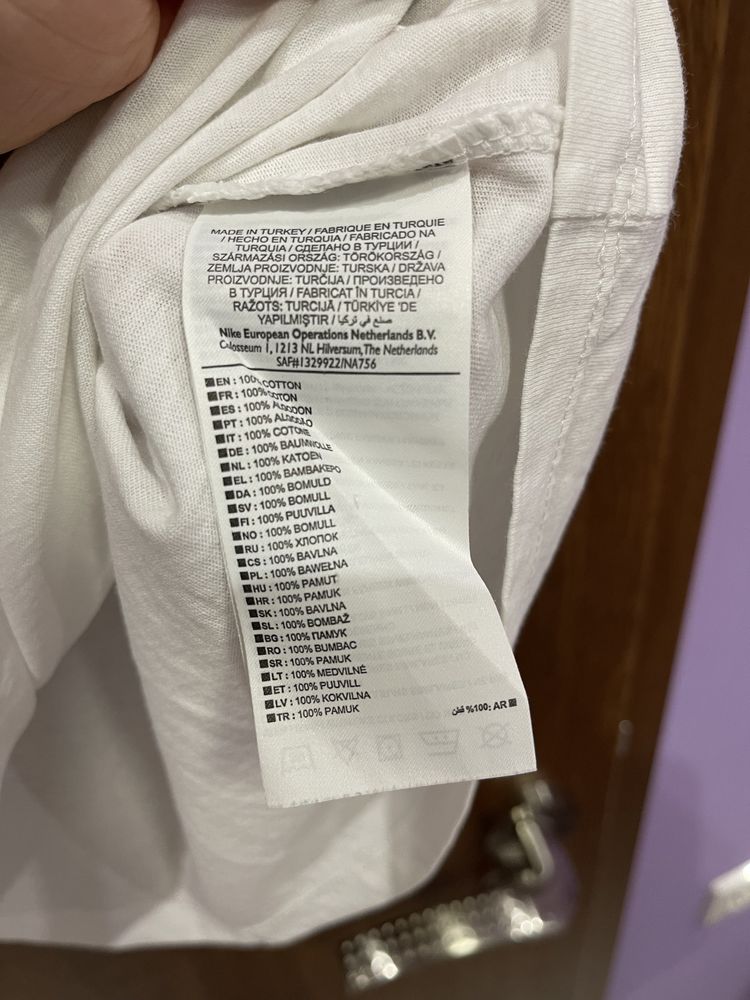 MADE IN TURKEY / FABRIQUE EN TURQUIE
/ HECHO EN TURQUIA / FABRICADO NA
TURQUIA / СДЕЛАНО В ТУРЦИИ /
SZÁRMAZÁSI ORSZÁG: TÖRÖKORSZÁG /
ZEMLJA PROIZVODNJE: TURSKA / DRŽAVA
PROIZVODNJE: TURČIJA / ПРОИЗВЕДЕНО
В ТУРЦИЯ / FABRICAT ÎN TURCIA /
RAŽOTS: TURCIJĀ / TÜRKİYE 'DE
YAPILMIŞTIR / صنع في تركيا
Nike European Operations Netherlands B.V.
Colosseum 1, 1213 NL Hilversum, The Netherlands
SAF#1329922/NA756
EN : 100% COTTON
FR : 100% COTON
ES : 100% ALGODON
PT : 100% ALGODÃO
IT : 100% COTONE
DE : 100% BAUMWOLLE
NL : 100% KATOEN
EL : 100% ΒΑΜΒΑΚΕΡΟ
DA : 100% BOMULD
SV : 100% BOMULL
FI : 100% PUUVILLA
NO : 100% BOMULL
RU : 100% ХЛОПОК
CS : 100% BAVLNA
PL : 100% BAWEŁNA
HU : 100% PAMUT
HR : 100% PAMUK
SK : 100% BAVLNA
SL : 100% BOMBAŽ
BG : 100% ПАМУК
RO : 100% BUMBAC
SR : 100% PAMUK
LT : 100% MEDVILNĖ
ET : 100% PUUVILL
LV : 100% KOKVILNA
TR : 100% PAMUK
قطن %100: AR